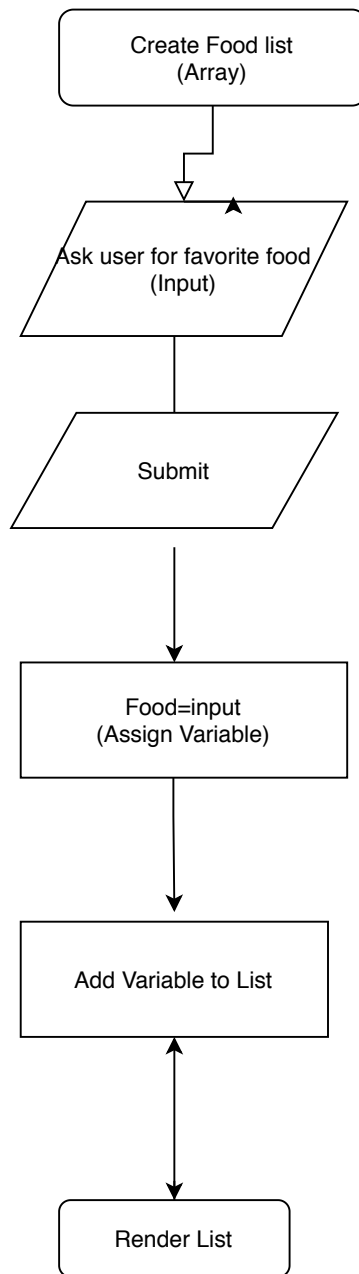 Create Food list
(Array)
Ask user for favorite food
(Input)
Submit
Food=input
(Assign Variable)
Add Variable to List
Render List